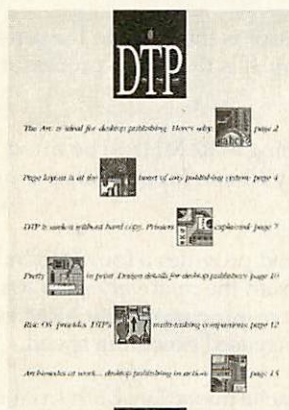 DTP
The Arc is ideal for desktop publishing. Here's why page 2
Page layout is at the heart of any publishing system page 4
DTP is useless without hard copy. Printers explained page 7
Pretty in print. Design details for desktop publishers page 10
Risc OS provides DTP's multi-tasking companions page 12
Archimedes at work... desktop publishing in action page 15